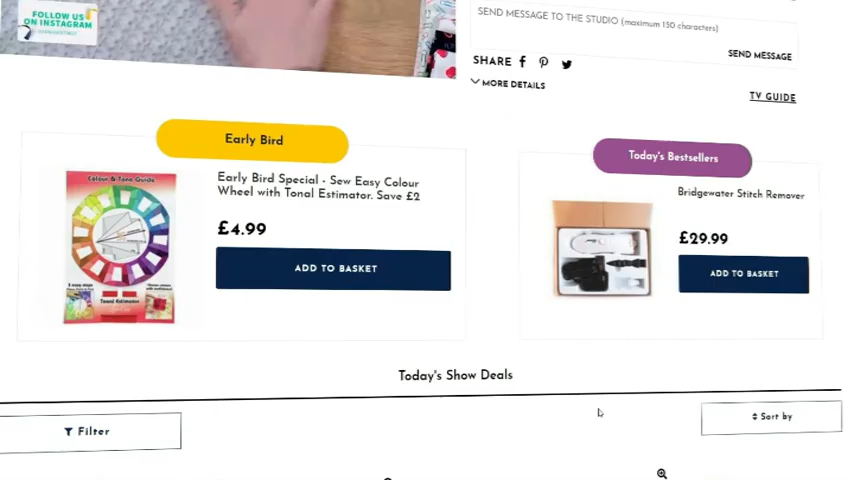 FOLLOW US
ON INSTAGRAM
SEND MESSAGE TO THE STUDIO (maximum 150 characters)
SEND MESSAGE
SHARE
MORE DETAILS
TV GUIDE
Early Bird
Early Bird Special - Sew Easy Colour
Wheel with Tonal Estimator. Save £2
£4.99
ADD TO BASKET
Colour & Tone Guide
Tonal Estimator
Today's Bestsellers
Bridgewater Stitch Remover
£29.99
ADD TO BASKET
Today's Show Deals
Filter
Sort by